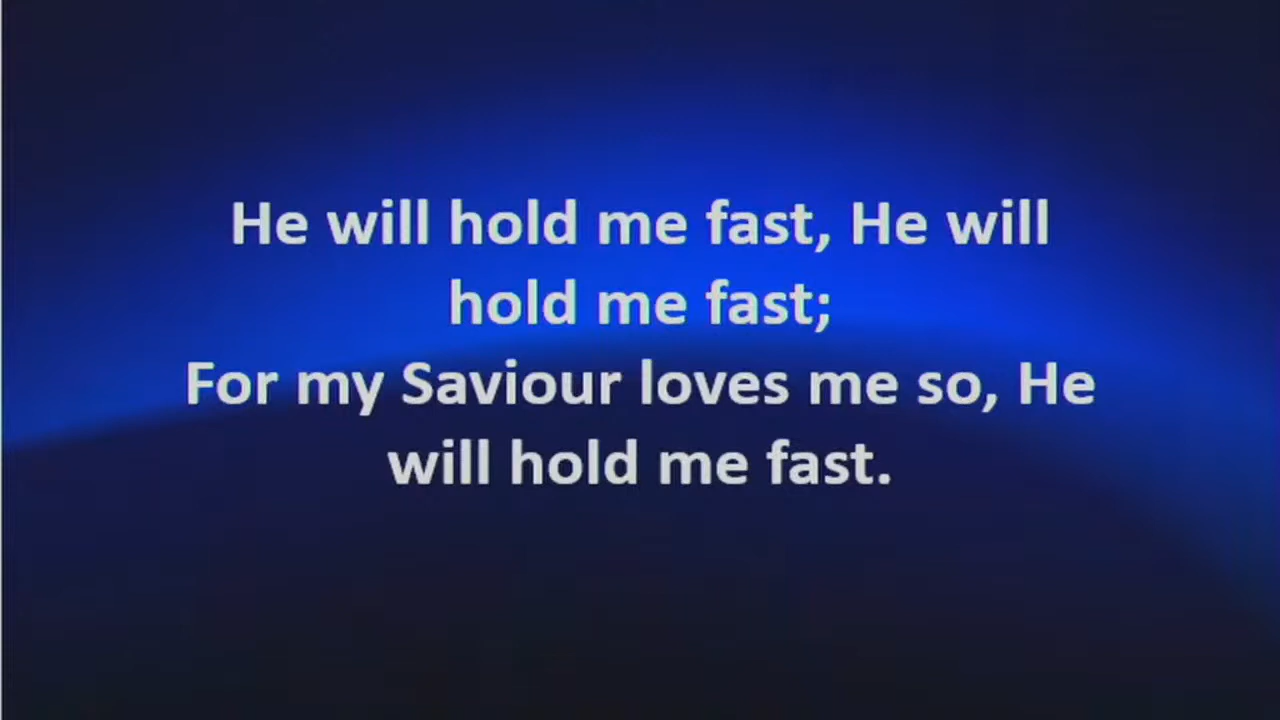 He will hold me fast, He will
hold me fast;
For my Saviour loves me so, He
will hold me fast.